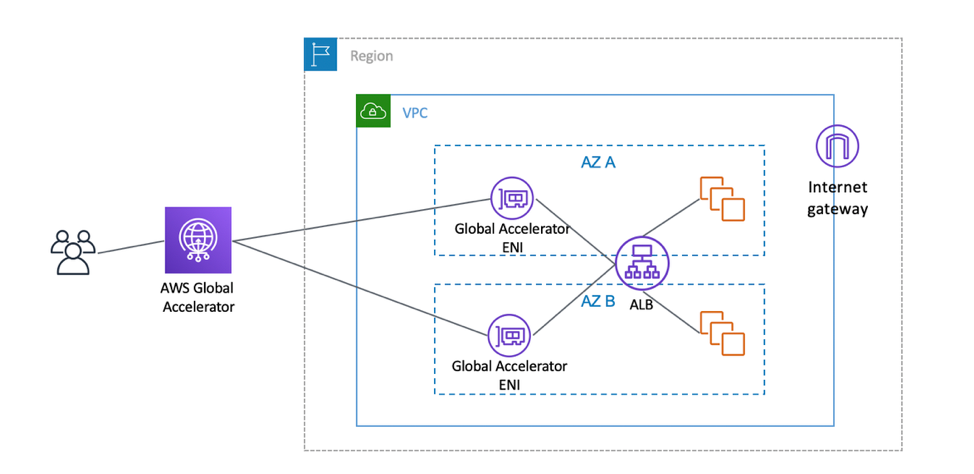 Region
VPC
AZ A
Internet
gateway
Global Accelerator
ENI
AWS Global
Accelerator
AZ B
ALB
Global Accelerator
ENI